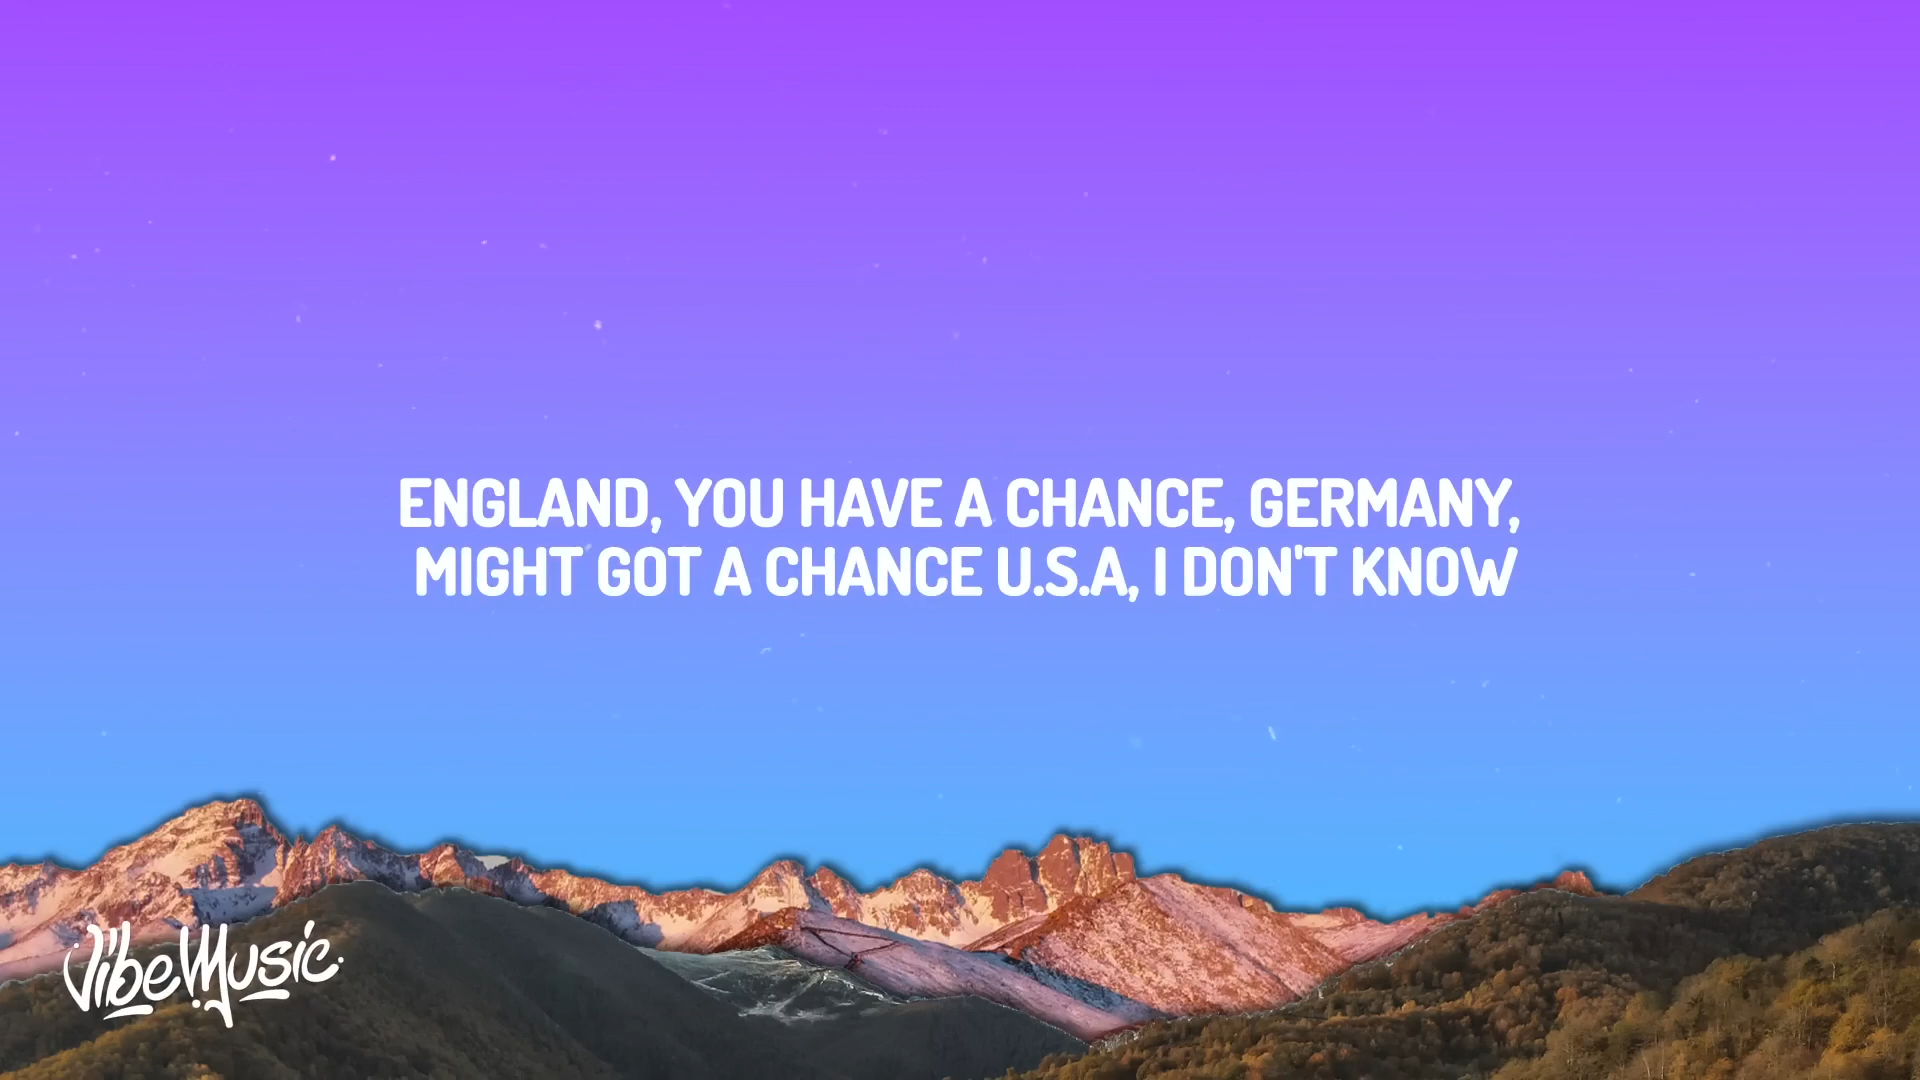 ENGLAND, YOU HAVE A CHANCE, GERMANY,
MIGHT GOT A CHANCE U.S.A, I DON'T KNOW
VibeMusic.